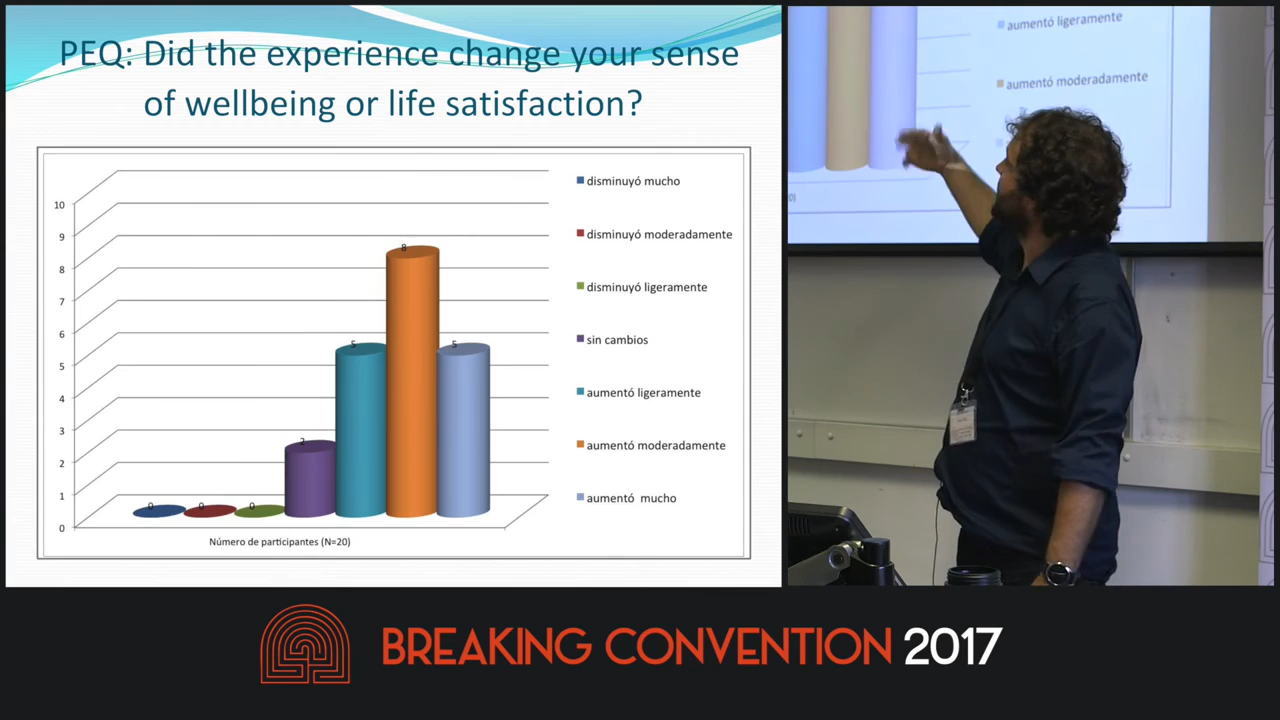 PEQ: Did the experience change your sense
of wellbeing or life satisfaction?
10
9
8
7
6
5
4
3
2
1
0
0
0
0
2
5
8
5
Número de participantes (N=20)
disminuyó mucho
disminuyó moderadamente
disminuyó ligeramente
sin cambios
aumentó ligeramente
aumentó moderadamente
aumentó mucho
aumentó ligeramente
aumentó moderadamente
BREAKING CONVENTION 2017